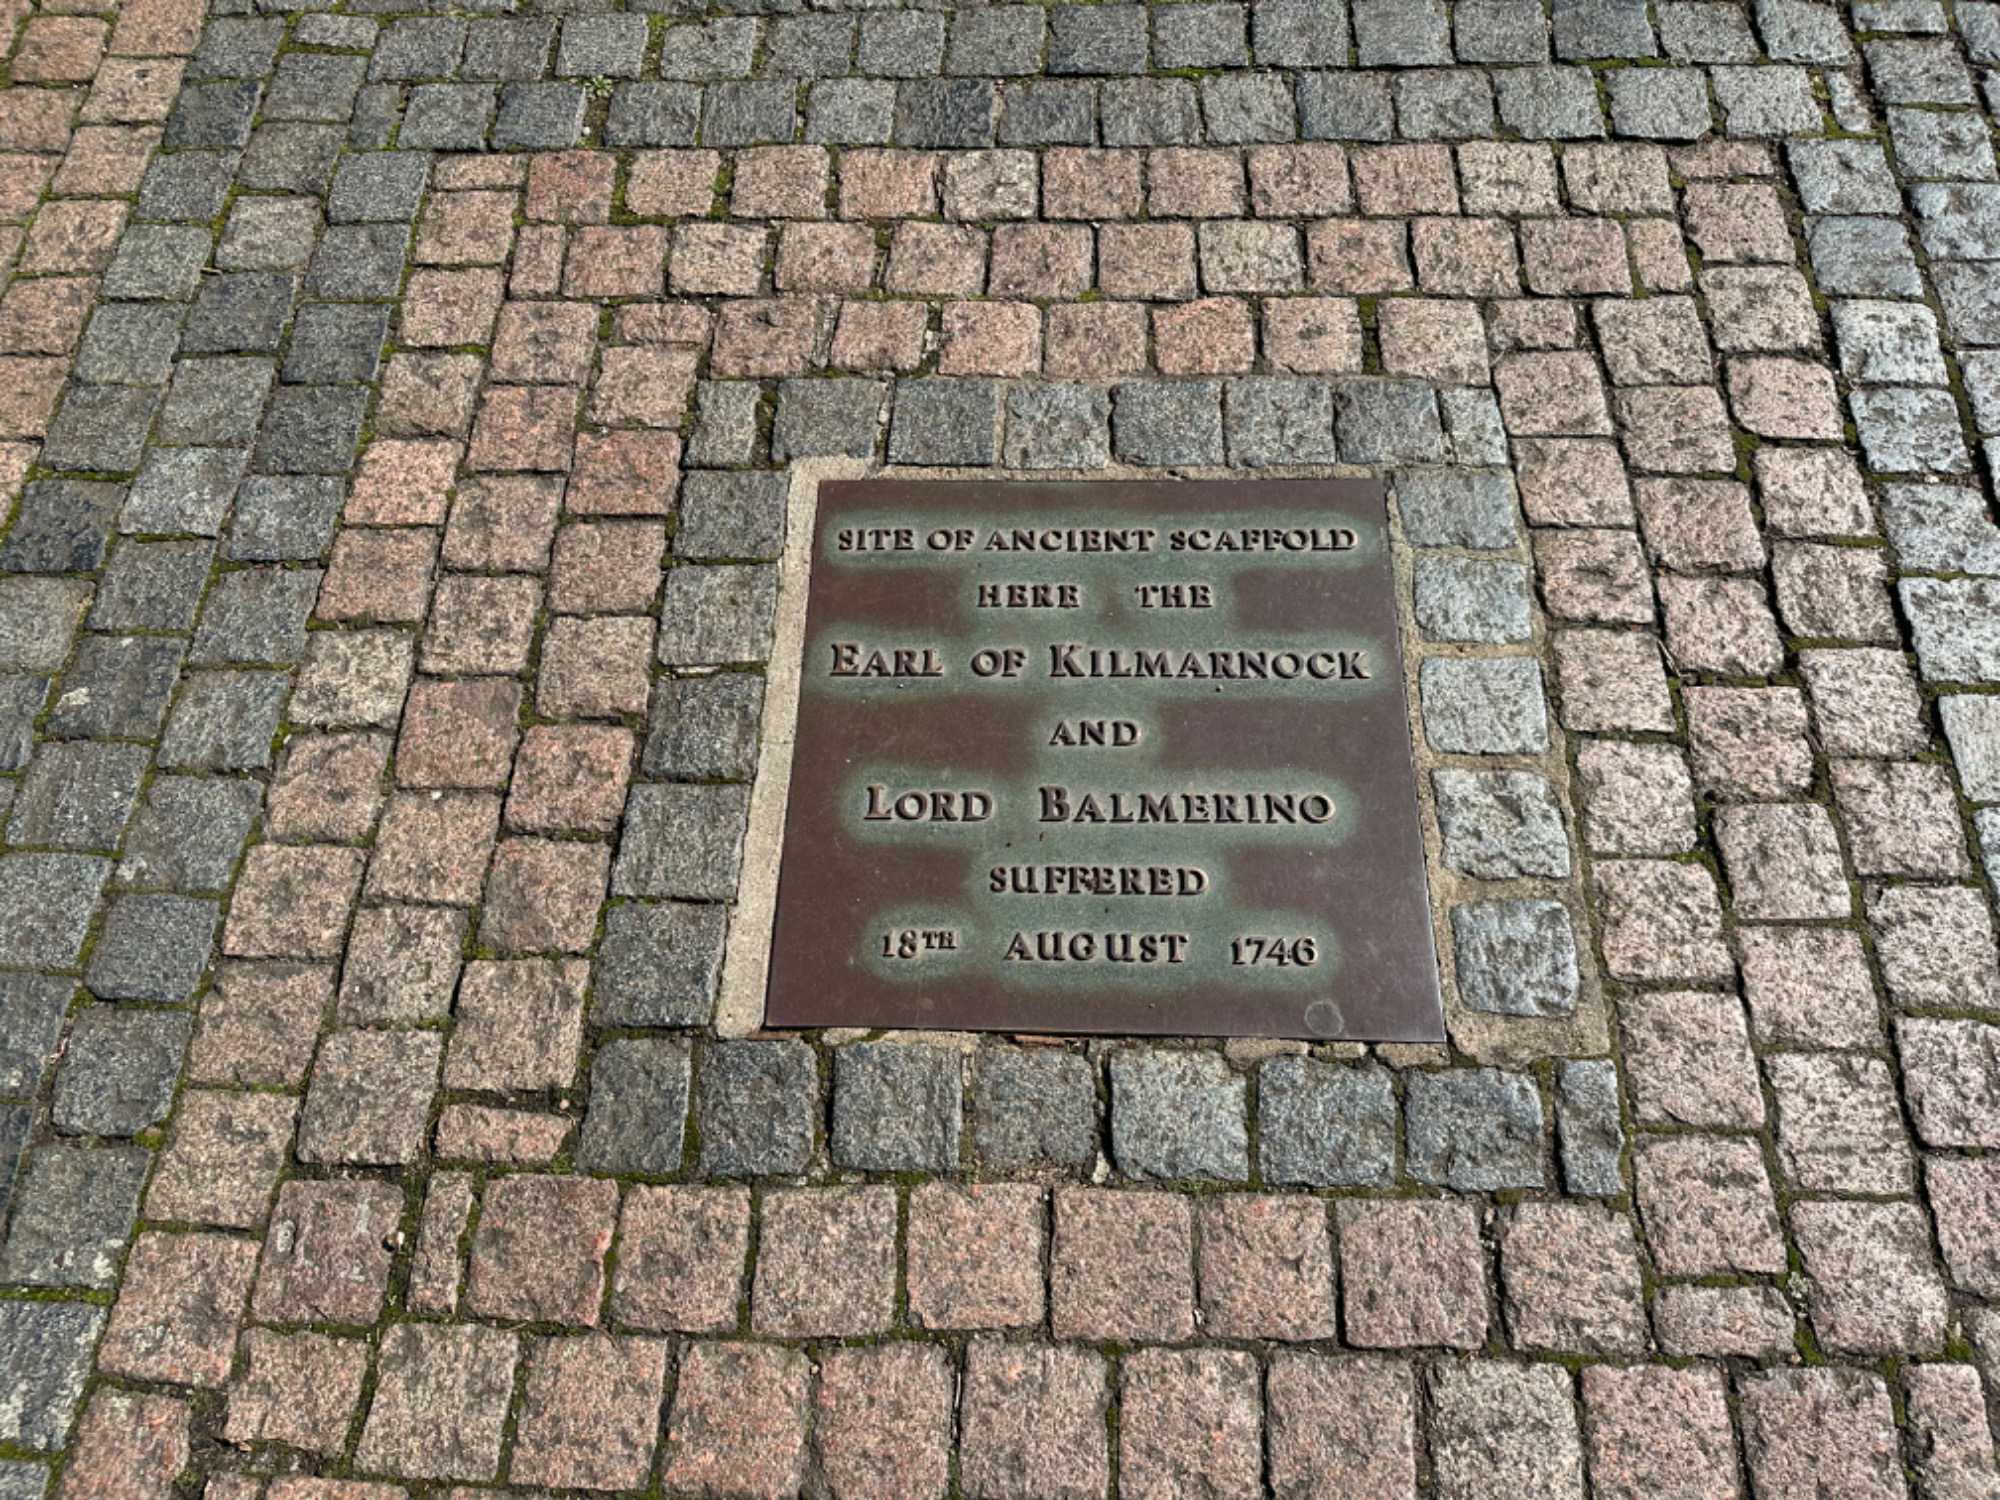 SITE OF ANCIENT SCAFFOLD
HERE THE
EARL OF KILMARNOCK
AND
LORD BALMERINO
SUFFERED
18TH AUGUST 1746